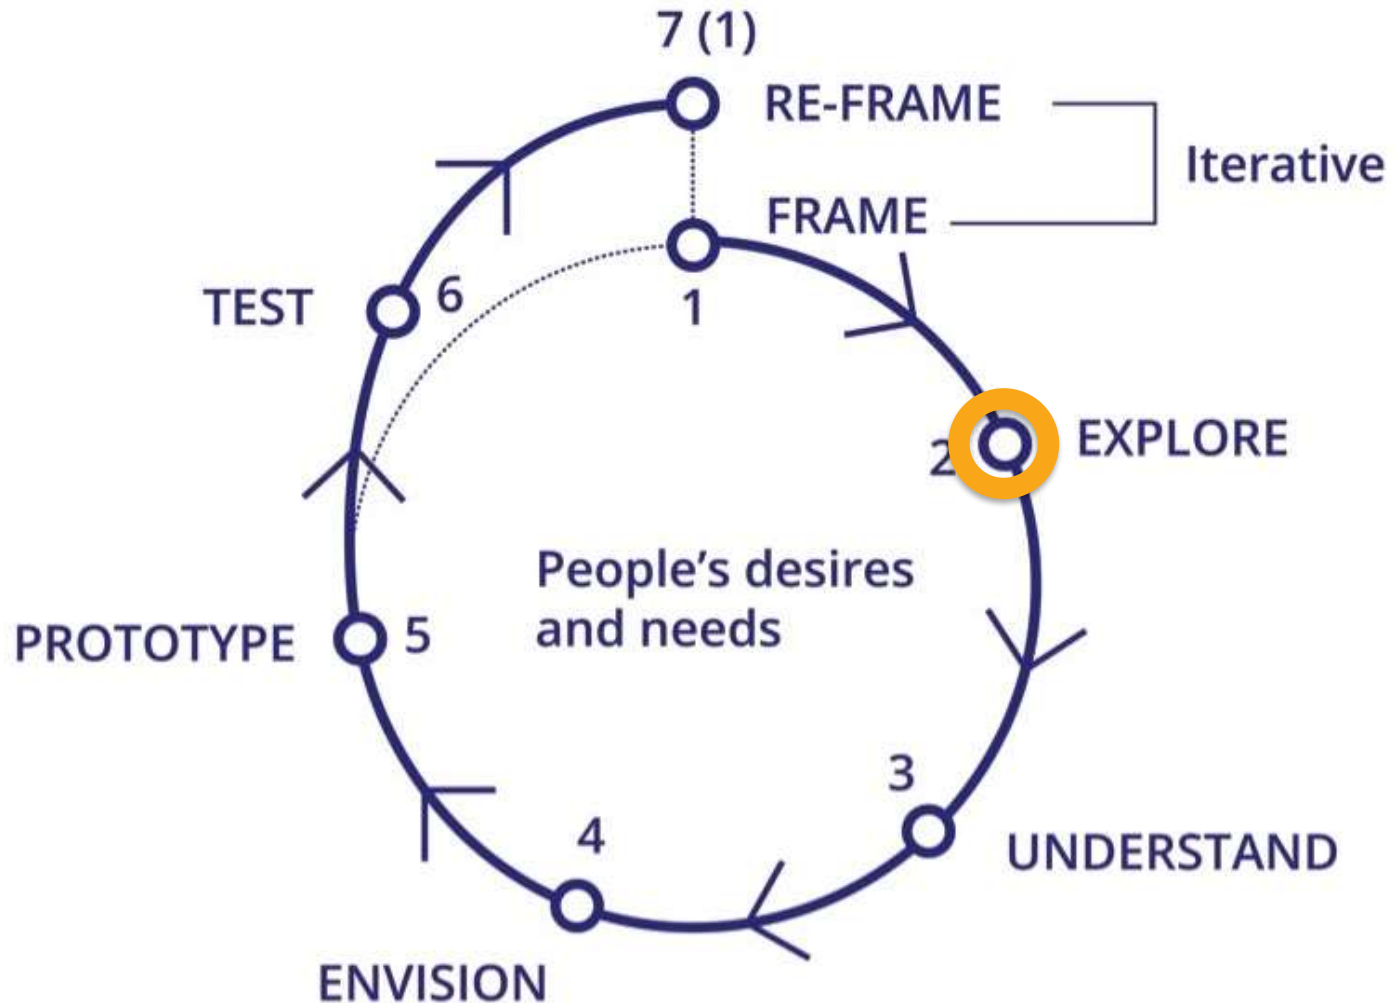 7 (1)
RE-FRAME
Iterative
FRAME
1
TEST
6
2
EXPLORE
People’s desires
and needs
PROTOTYPE
5
3
UNDERSTAND
4
ENVISION